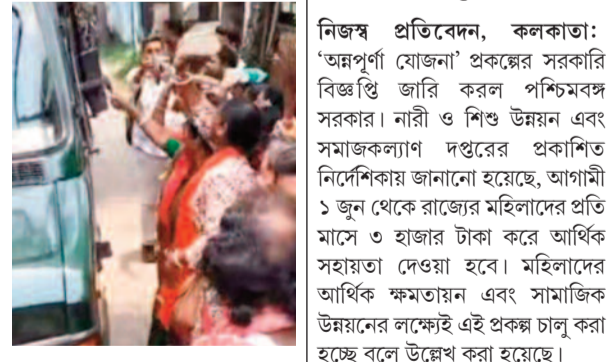 নিজস্ব প্রতিবেদন, কলকাতা:
‘অন্নপূর্ণা যোজনা’ প্রকল্পের সরকারি
বিজ্ঞপ্তি জারি করল পশ্চিমবঙ্গ
সরকার। নারী ও শিশু উন্নয়ন এবং
সমাজকল্যাণ দপ্তরের প্রকাশিত
নির্দেশিকায় জানানো হয়েছে, আগামী
১ জুন থেকে রাজ্যের মহিলাদের প্রতি
মাসে ৩ হাজার টাকা করে আর্থিক
সহায়তা দেওয়া হবে। মহিলাদের
আর্থিক ক্ষমতায়ন এবং সামাজিক
উন্নয়নের লক্ষ্যেই এই প্রকল্প চালু করা
হচ্ছে বলে উল্লেখ করা হয়েছে।